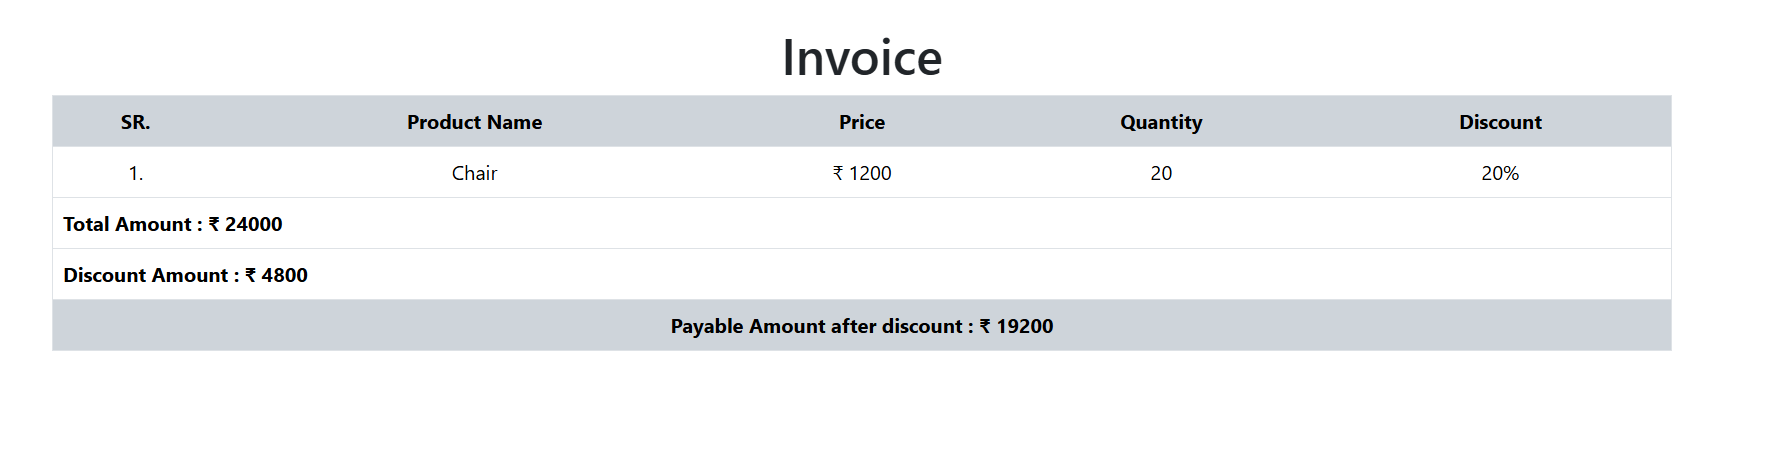 Invoice
SR. Product Name Price Quantity Discount
1. Chair ₹ 1200 20 20%
Total Amount : ₹ 24000
Discount Amount : ₹ 4800
Payable Amount after discount : ₹ 19200